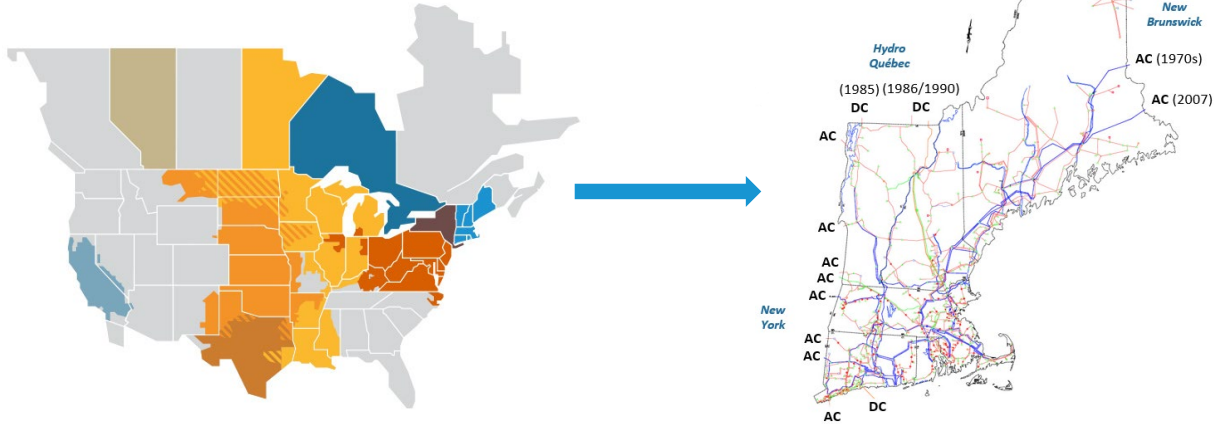 New
Brunswick
Hydro
Québec
AC (1970s)
(1985) (1986/1990)
DC DC
AC (2007)
AC
AC
AC
AC
AC
New
York
AC
AC
DC
AC